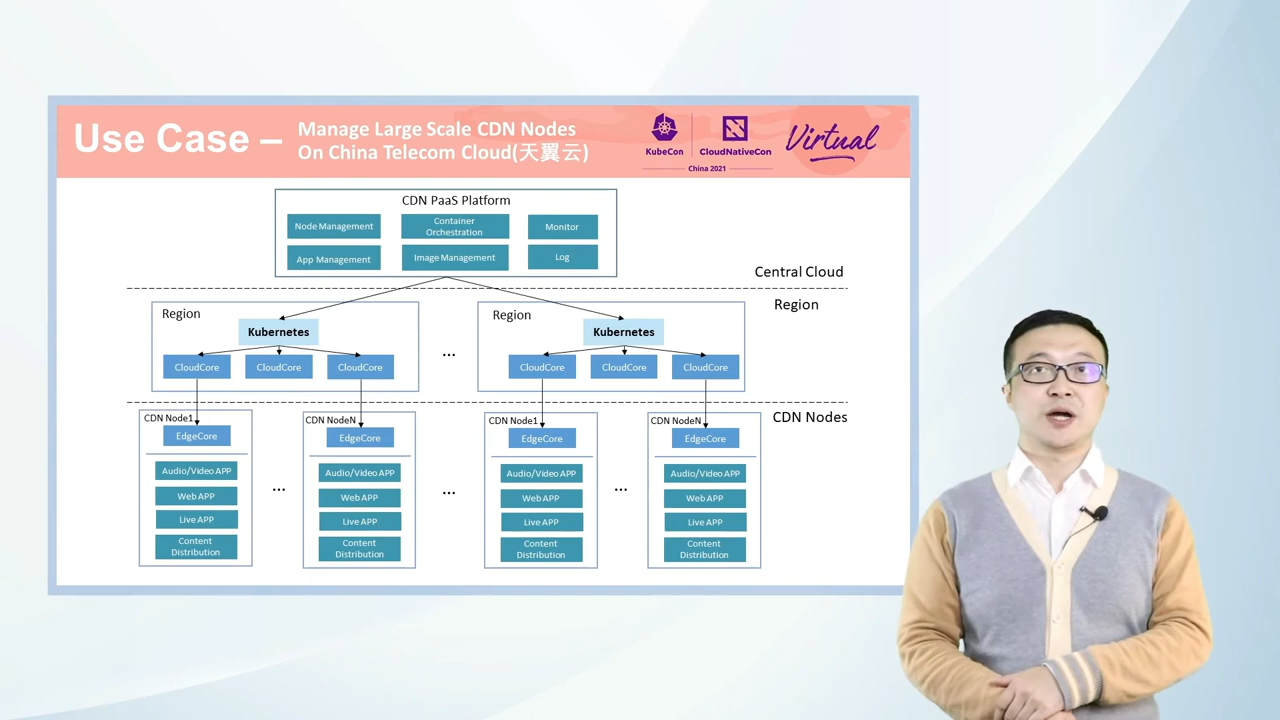 Use Case –
Manage Large Scale CDN Nodes
On China Telecom Cloud(天翼云)
KubeCon
CloudNativeCon
China 2021
Virtual
CDN PaaS Platform
Node Management
Container
Orchestration
Monitor
App Management
Image Management
Log
Central Cloud
Region
Region
Kubernetes
CloudCore
CloudCore
CloudCore
...
Region
Kubernetes
CloudCore
CloudCore
CloudCore
CDN Nodes
CDN Node1
EdgeCore
Audio/Video APP
Web APP
Live APP
Content
Distribution
...
CDN NodeN
EdgeCore
Audio/Video APP
Web APP
Live APP
Content
Distribution
...
CDN Node1
EdgeCore
Audio/Video APP
Web APP
Live APP
Content
Distribution
...
CDN NodeN
EdgeCore
Audio/Video APP
Web APP
Live APP
Content
Distribution